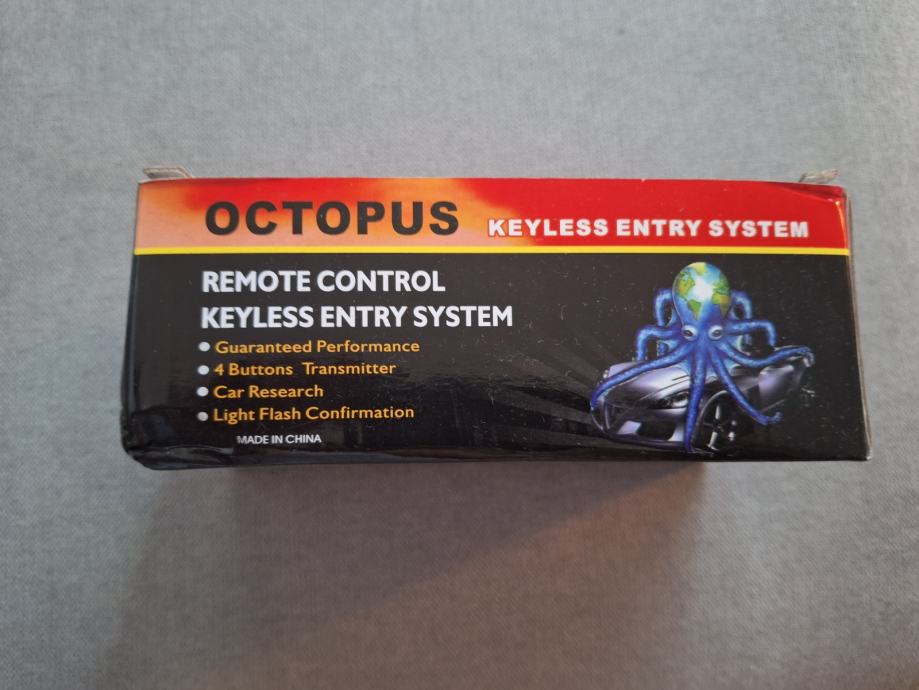 OCTOPUS KEYLESS ENTRY SYSTEM
REMOTE CONTROL
KEYLESS ENTRY SYSTEM
Guaranteed Performance
4 Buttons Transmitter
Car Research
Light Flash Confirmation
MADE IN CHINA